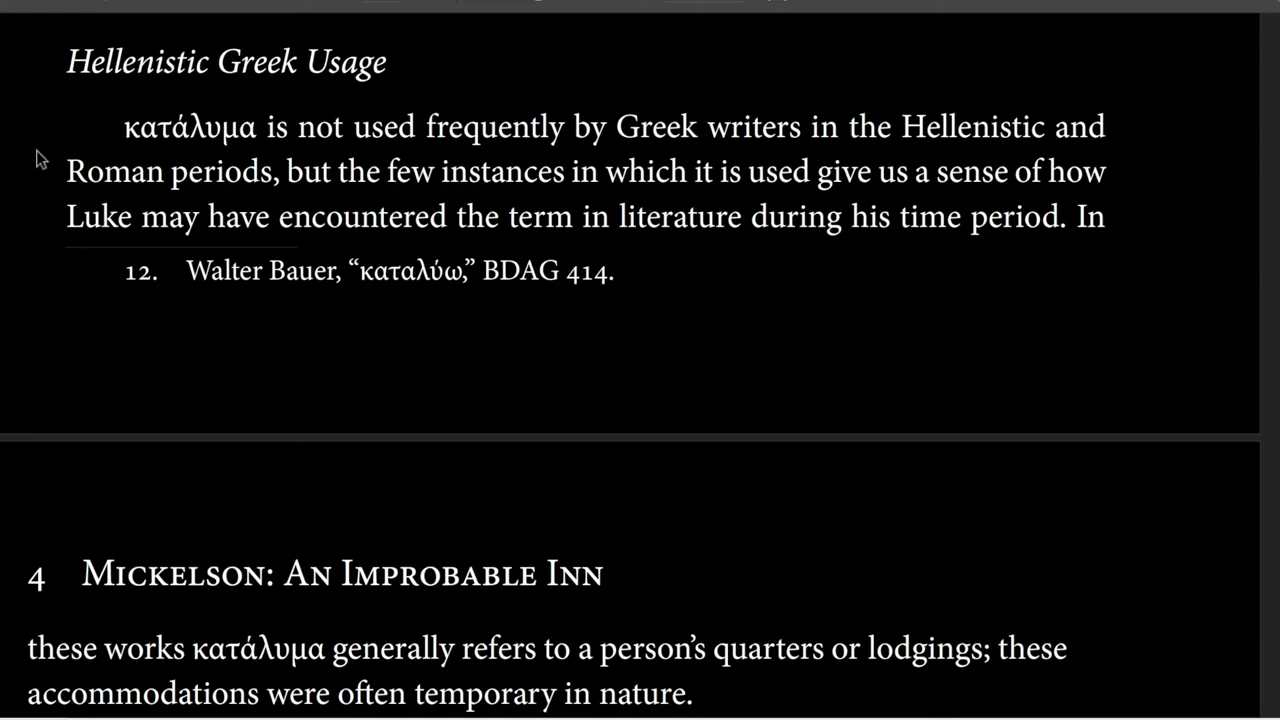 Hellenistic Greek Usage
κατάλυμα is not used frequently by Greek writers in the Hellenistic and
Roman periods, but the few instances in which it is used give us a sense of how
Luke may have encountered the term in literature during his time period. In
12. Walter Bauer, “καταλύω,” BDAG 414.
4 Mickelson: An Improbable Inn
these works κατάλυμα generally refers to a person’s quarters or lodgings; these
accommodations were often temporary in nature.